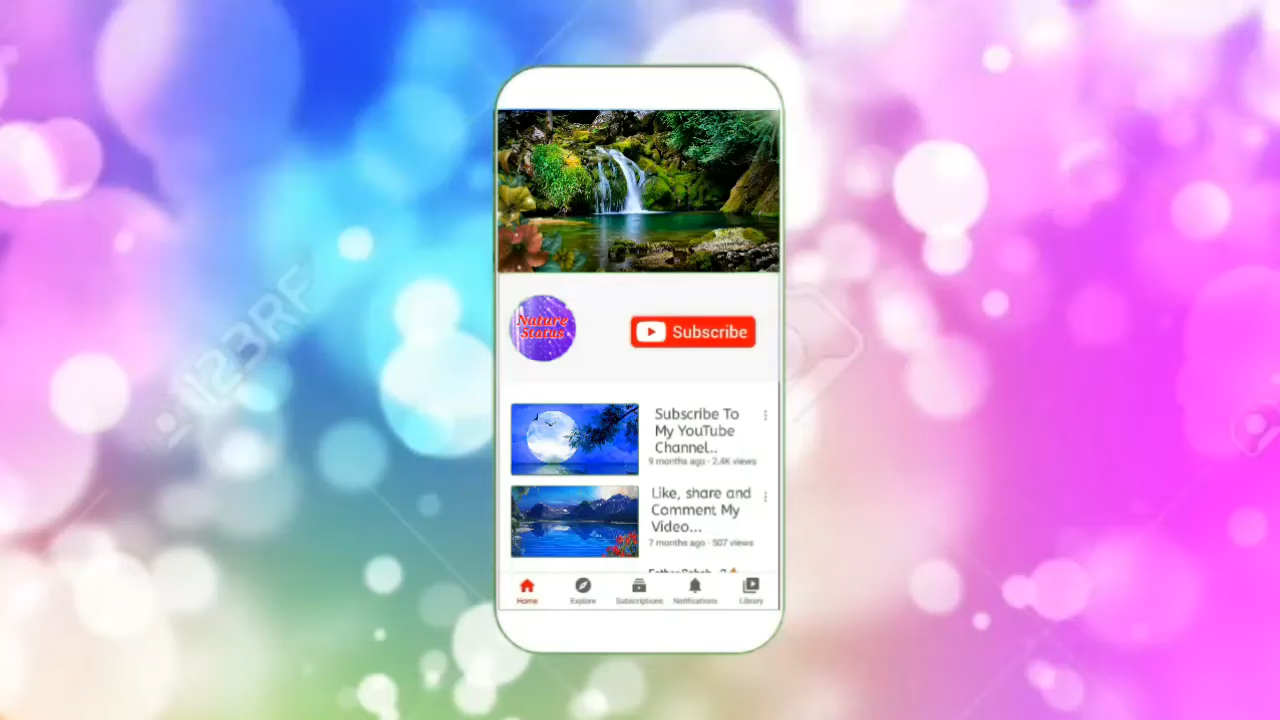 123RF
Nature
Status
Subscribe
Subscribe To
My YouTube
Channel..
9 months ago · 2.4K views
Like, share and
Comment My
Video...
7 months ago · 507 views
Home
Explore
Subscriptions
Notifications
Library